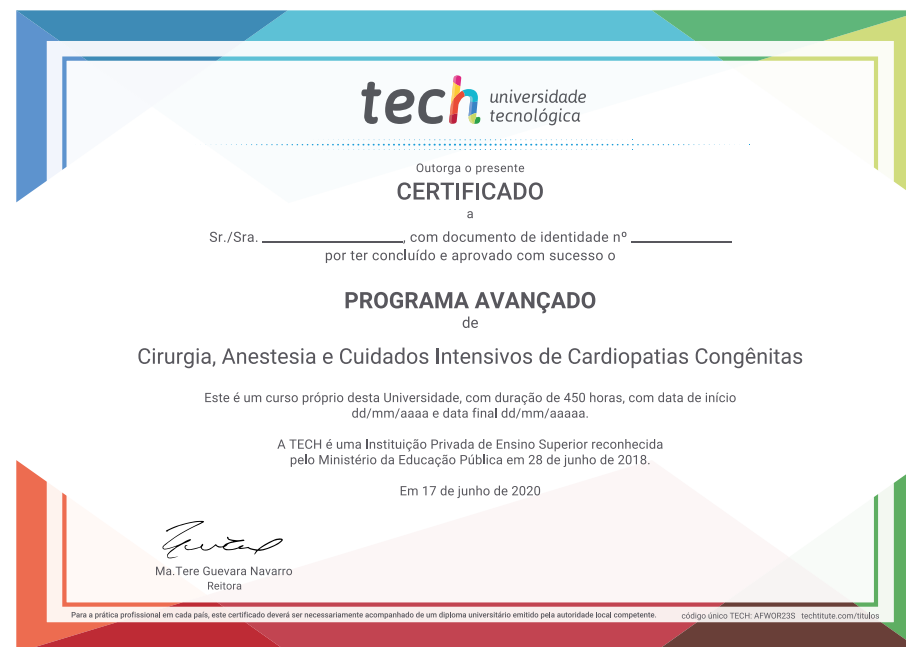 tech universidade
tecnológica
Outorga o presente
CERTIFICADO
a
Sr./Sra. ____________, com documento de identidade nº ____________
por ter concluído e aprovado com sucesso o
PROGRAMA AVANÇADO
de
Cirurgia, Anestesia e Cuidados Intensivos de Cardiopatias Congênitas
Este é um curso próprio desta Universidade, com duração de 450 horas, com data de início
dd/mm/aaaa e data final dd/mm/aaaaa.
A TECH é uma Instituição Privada de Ensino Superior reconhecida
pelo Ministério da Educação Pública em 28 de junho de 2018.
Em 17 de junho de 2020
Ma.Tere Guevara Navarro
Reitora
Para a prática profissional em cada país, este certificado deverá ser necessariamente acompanhado de um diploma universitário emitido pela autoridade local competente. código único TECH: AFWOR23S techtitute.com/titulos